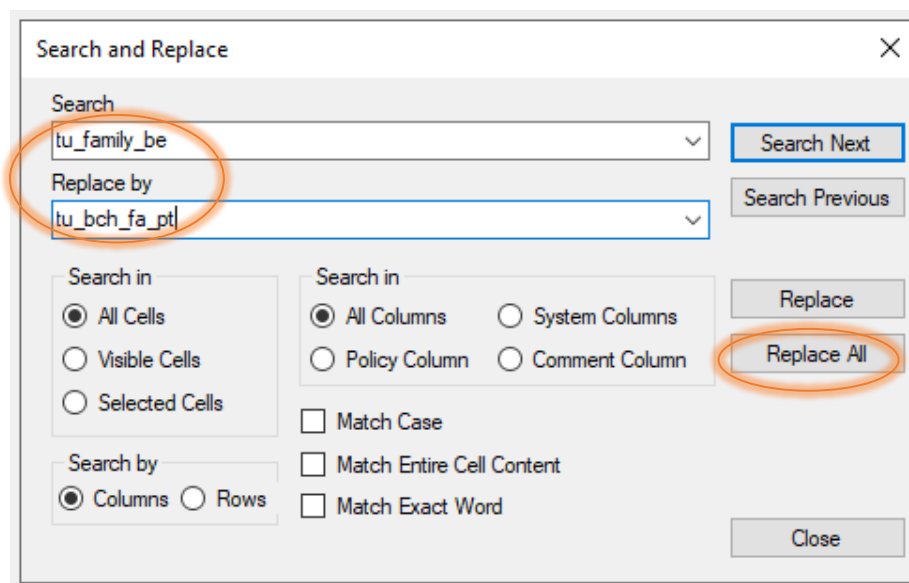 Search and Replace
Search
tu_family_be
Search Next
Replace by
Search Previous
tu_bch_fa_pt
Search in
All Cells
Visible Cells
Selected Cells
Search in
All Columns
System Columns
Policy Column
Comment Column
Replace
Replace All
Match Case
Match Entire Cell Content
Match Exact Word
Search by
Columns
Rows
Close